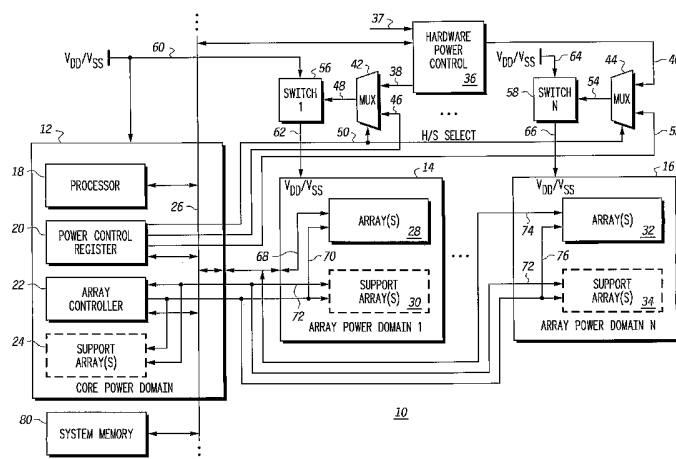 37
HARDWARE
POWER
CONTROL
36
VDD/VSS
60
56
42
48
38
46
SWITCH
1
MUX
62
50
H/S SELECT
...
VDD/VSS
64
58
54
44
SWITCH
N
MUX
66
12
18
PROCESSOR
26
20
POWER CONTROL
REGISTER
22
ARRAY
CONTROLLER
24
SUPPORT
ARRAY(S)
CORE POWER DOMAIN
80
SYSTEM MEMORY
14
VDD/VSS
ARRAY(S)
28
68
70
72
SUPPORT
ARRAY(S)
30
ARRAY POWER DOMAIN 1
...
16
VDD/VSS
74
ARRAY(S)
32
76
72
SUPPORT
ARRAY(S)
34
ARRAY POWER DOMAIN N
10